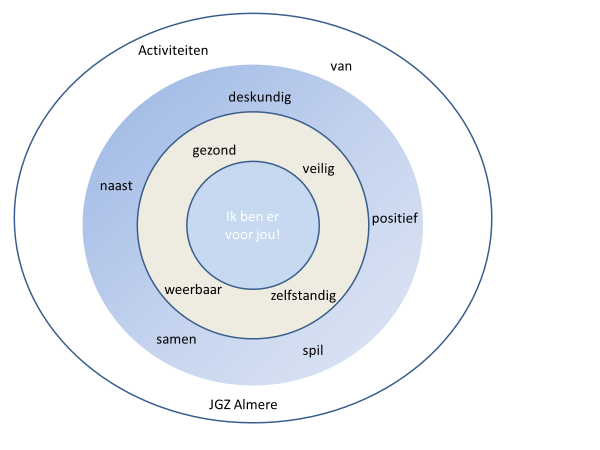 Activiteiten
van
deskundig
gezond
veilig
naast
positief
Ik ben er
voor jou!
weerbaar
zelfstandig
samen
spil
JGZ Almere